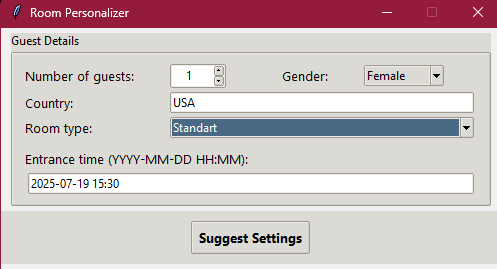 Room Personalizer
Guest Details
Number of guests: 1 Gender: Female
Country: USA
Room type: Standart
Entrance time (YYYY-MM-DD HH:MM):
2025-07-19 15:30
Suggest Settings